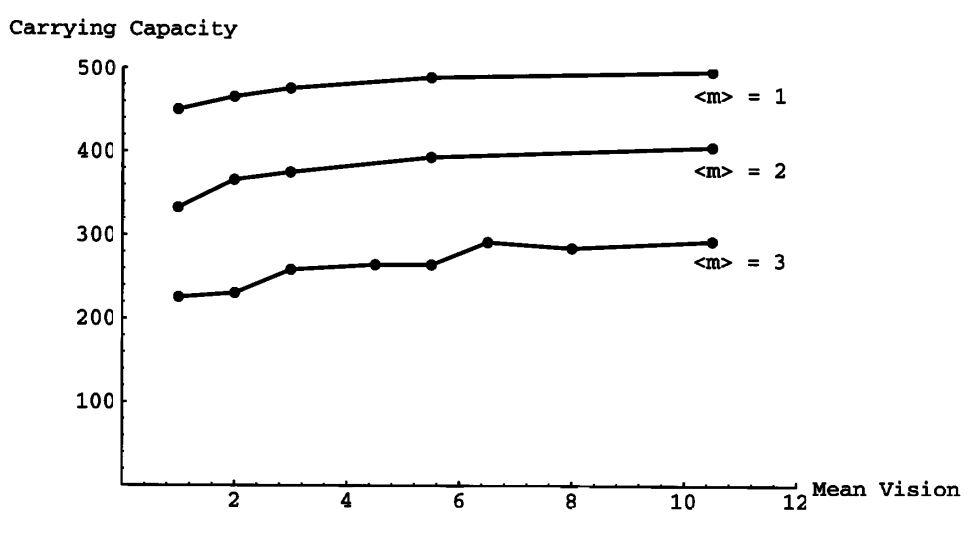 Carrying Capacity
500
<m> = 1
400
<m> = 2
300
<m> = 3
200
100
2 4 6 8 10 12 Mean Vision